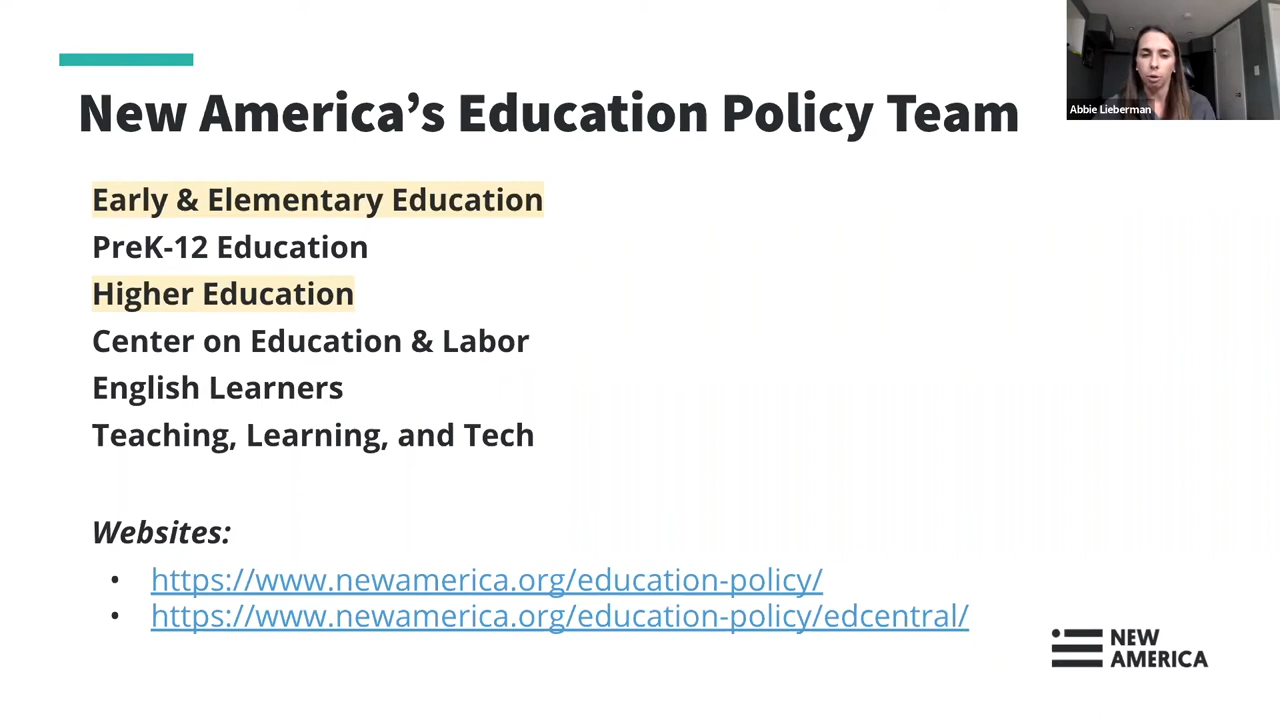 New America’s Education Policy Team
Abbie Lieberman
Early & Elementary Education
PreK-12 Education
Higher Education
Center on Education & Labor
English Learners
Teaching, Learning, and Tech
Websites:
• https://www.newamerica.org/education-policy/
• https://www.newamerica.org/education-policy/edcentral/
NEW
AMERICA